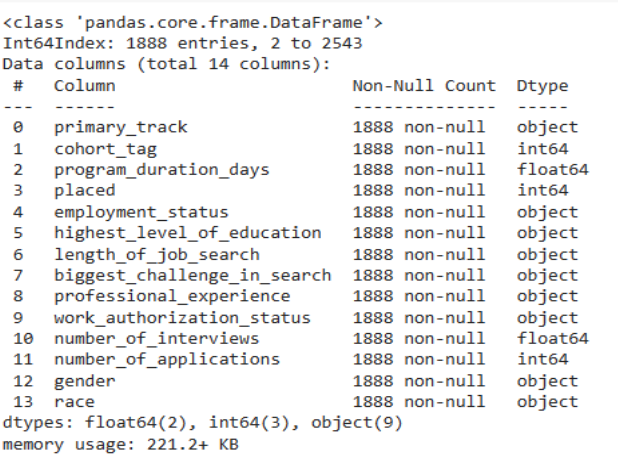 <class 'pandas.core.frame.DataFrame'>
Int64Index: 1888 entries, 2 to 2543
Data columns (total 14 columns):
 #   Column                       Non-Null Count  Dtype
---  ------                       --------------  -----
 0   primary_track                1888 non-null   object
 1   cohort_tag                   1888 non-null   int64
 2   program_duration_days        1888 non-null   float64
 3   placed                       1888 non-null   int64
 4   employment_status            1888 non-null   object
 5   highest_level_of_education   1888 non-null   object
 6   length_of_job_search         1888 non-null   object
 7   biggest_challenge_in_search  1888 non-null   object
 8   professional_experience      1888 non-null   object
 9   work_authorization_status    1888 non-null   object
 10  number_of_interviews         1888 non-null   float64
 11  number_of_applications       1888 non-null   int64
 12  gender                       1888 non-null   object
 13  race                         1888 non-null   object
dtypes: float64(2), int64(3), object(9)
memory usage: 221.2+ KB